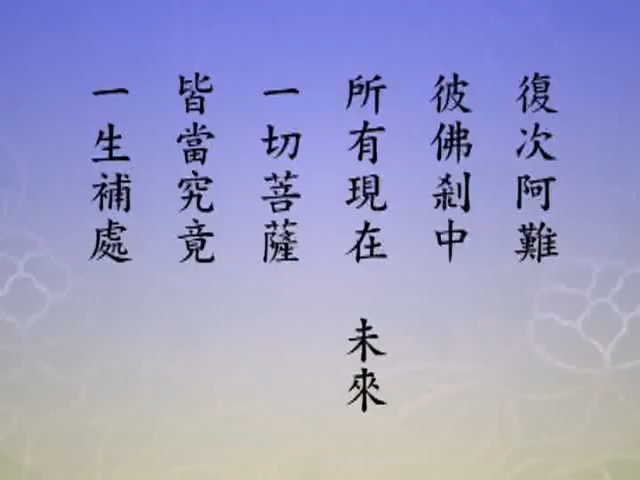 復次阿難
彼佛剎中
所有現在 未來
一切菩薩
皆當究竟
一生補處